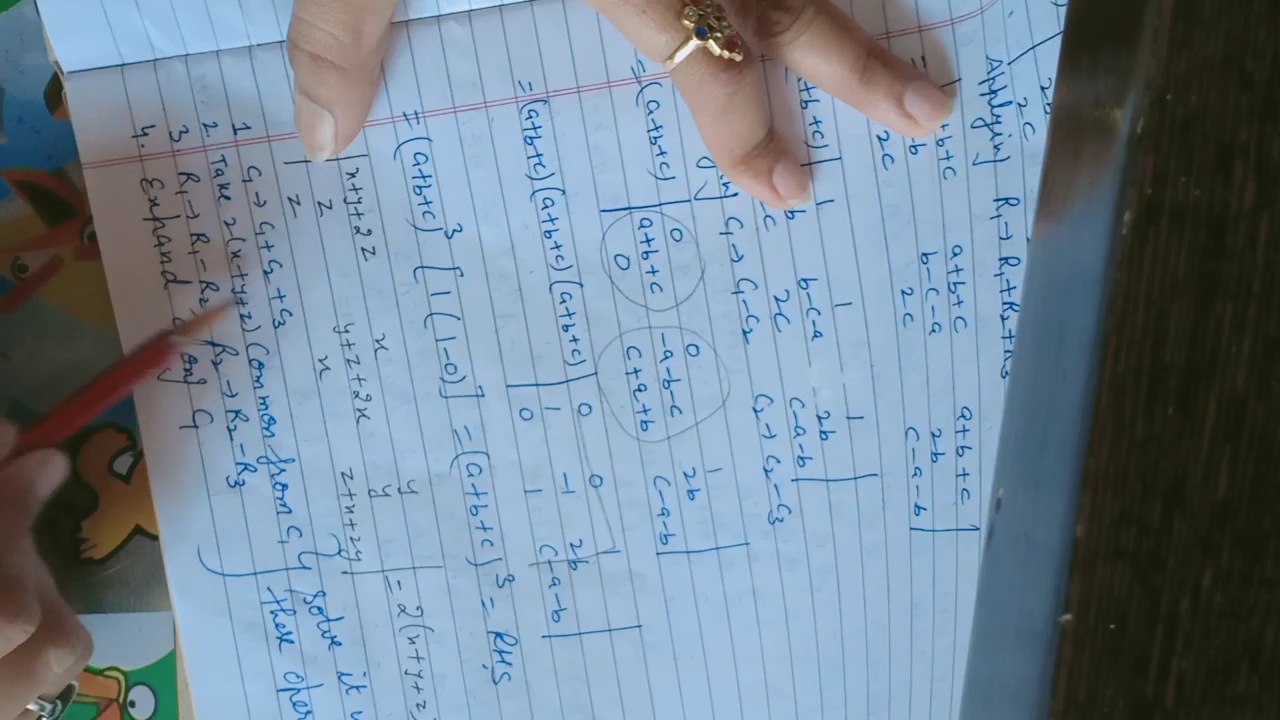 2b
2c
Applying R₁→ R₁+R₂+R₃
= | +b+c a+b+c a+b+c |
b b-c-a 2b
2c 2c c-a-b |
+b+c) | 1 1 1 |
b b-c-a 2b
c 2c c-a-b |
C₁→ C₁-C₂ C₂→ C₂-C₃
=(a+b+c) | 0 0 1 |
a+b+c -a-b-c 2b
0 c+a+b c-a-b |
=(a+b+c)(a+b+c)(a+b+c) | 0 0 1 |
1 -1 2b
0 1 c-a-b |
= (a+b+c)³ [1(1-0)] = (a+b+c)³ = RHS
| x+y+2z x y | = 2(x+y+z)
z y+z+2x y
z x z+x+2y |
1 C₁→ C₁+C₂+C₃
2. Take 2(x+y+z) common from C₁
3 R₁→ R₁-R₂ R₂→ R₂-R₃
4. Expand along C₁
solve it
these oper